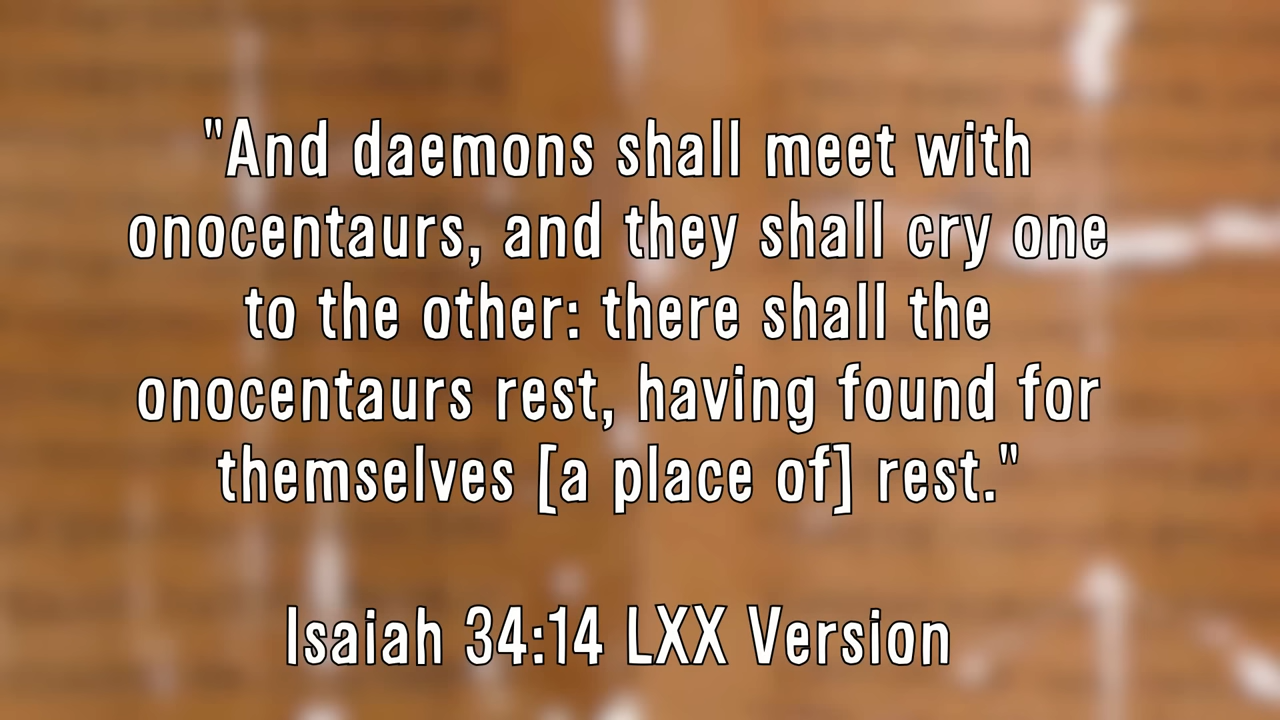 "And daemons shall meet with
onocentaurs, and they shall cry one
to the other: there shall the
onocentaurs rest, having found for
themselves [a place of] rest."
Isaiah 34:14 LXX Version